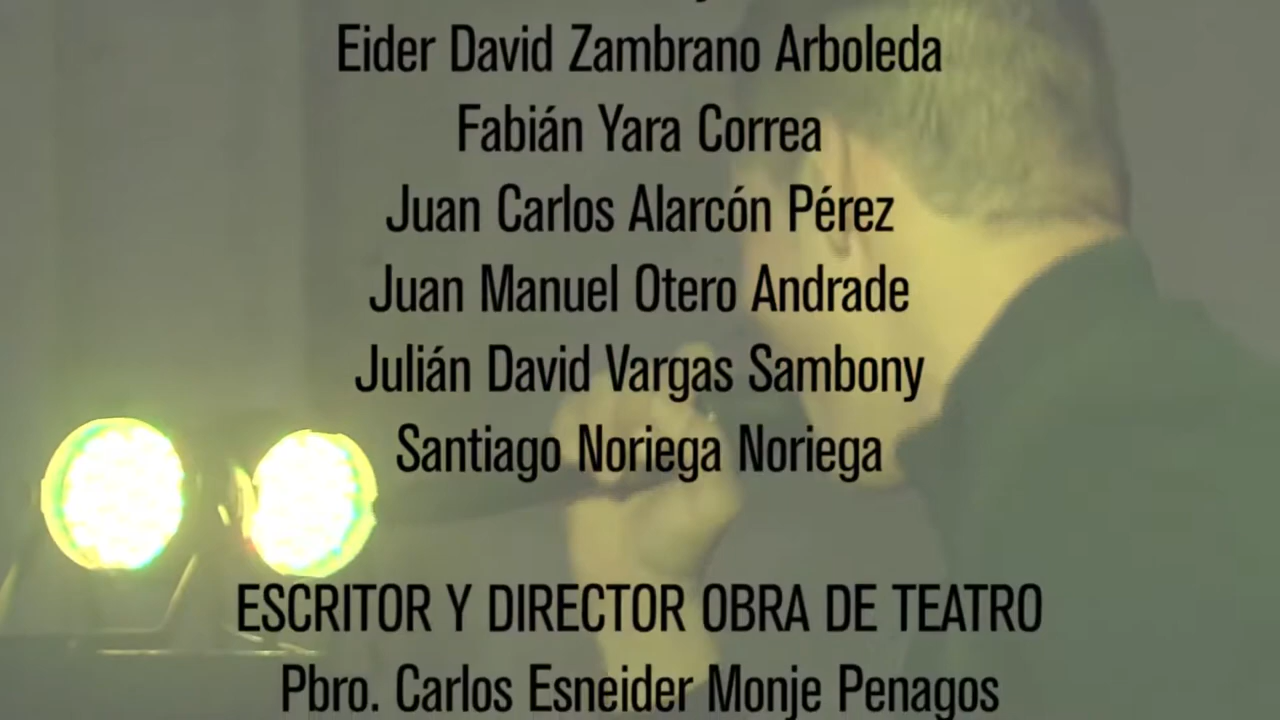 Eider David Zambrano Arboleda
Fabián Yara Correa
Juan Carlos Alarcón Pérez
Juan Manuel Otero Andrade
Julián David Vargas Sambony
Santiago Noriega Noriega
ESCRITOR Y DIRECTOR OBRA DE TEATRO
Pbro. Carlos Esneider Monje Penagos